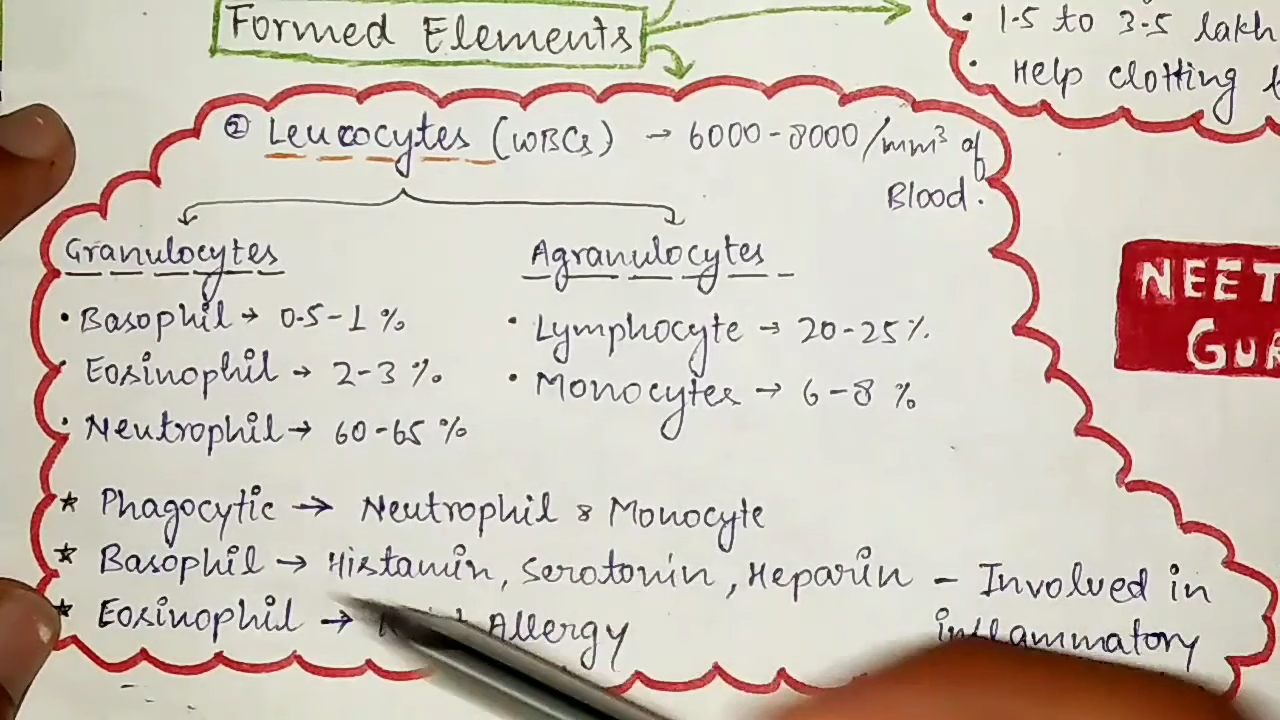 Formed Elements
1.5 to 3.5 lakh
Help clotting
② Leucocytes (WBCs) → 6000-8000/mm³ of
Blood.
Granulocytes
• Basophil → 0.5-1 %
Eosinophil → 2-3 %
• Neutrophil → 60-65 %
Agranulocytes
• Lymphocyte → 20-25 %.
• Monocytes → 6-8 %
NEET
★ Phagocytic → Neutrophil & Monocyte
★ Basophil → Histamin, Serotonin, Heparin - Involved in
inflammatory
★ Eosinophil → Allergy